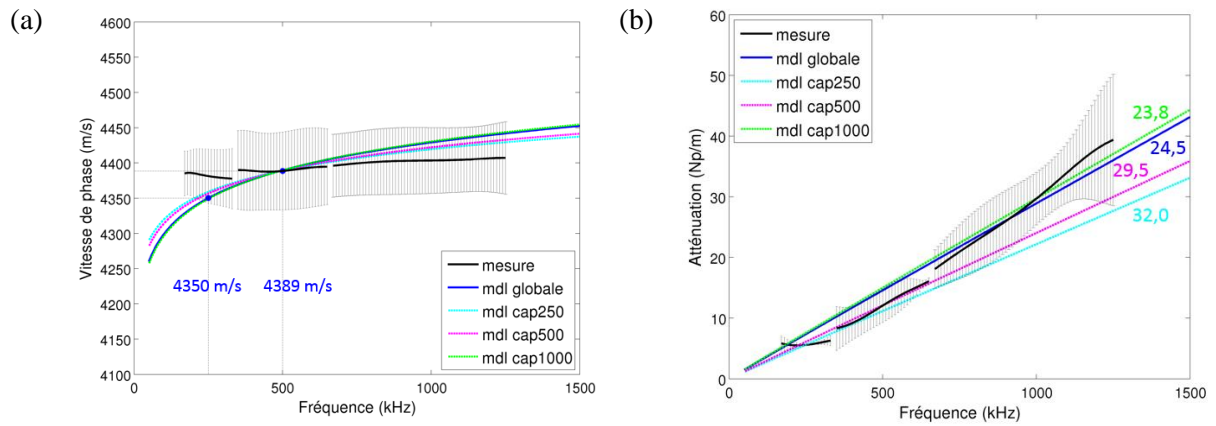 (a)
4600
4550
4500
4450
4400
4350
4300
4250
4200
4150
4100
Vitesse de phase (m/s)
4350 m/s
4389 m/s
mesure
mdl globale
mdl cap250
mdl cap500
mdl cap1000
0
500
1000
1500
Fréquence (kHz)
(b)
60
50
40
30
20
10
0
Atténuation (Np/m)
mesure
mdl globale
mdl cap250
mdl cap500
mdl cap1000
23,8
24,5
29,5
32,0
0
500
1000
1500
Fréquence (kHz)